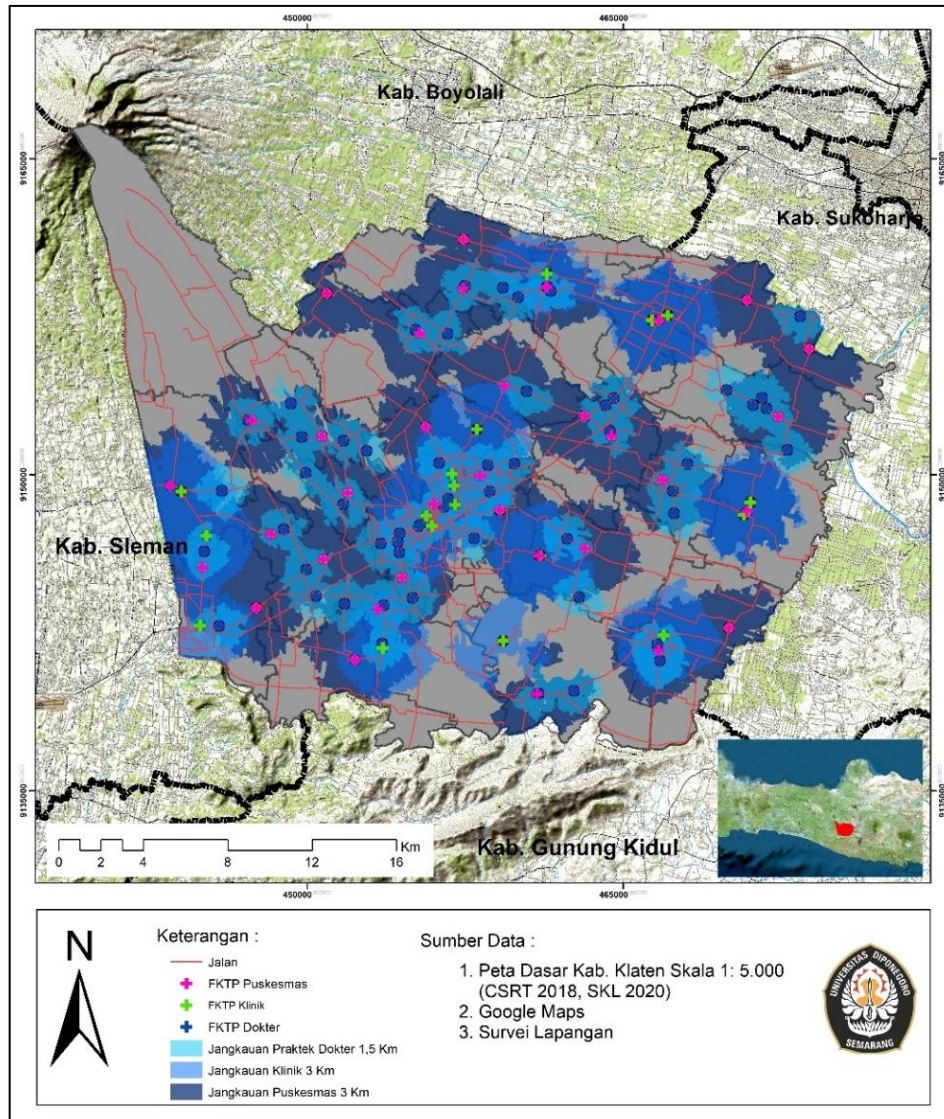 450000
465000
Kab. Boyolali
9165000
9165000
Kab. Sukoharjo
9150000
9150000
Kab. Sleman
9135000
9135000
Km
0 2 4 8 12 16
Kab. Gunung Kidul
450000
465000
N
Keterangan :
Jalan
FKTP Puskesmas
FKTP Klinik
FKTP Dokter
Jangkauan Praktek Dokter 1,5 Km
Jangkauan Klinik 3 Km
Jangkauan Puskesmas 3 Km
Sumber Data :
1. Peta Dasar Kab. Klaten Skala 1: 5.000
(CSRT 2018, SKL 2020)
2. Google Maps
3. Survei Lapangan
UNIVERSITAS DIPONEGORO
SEMARANG